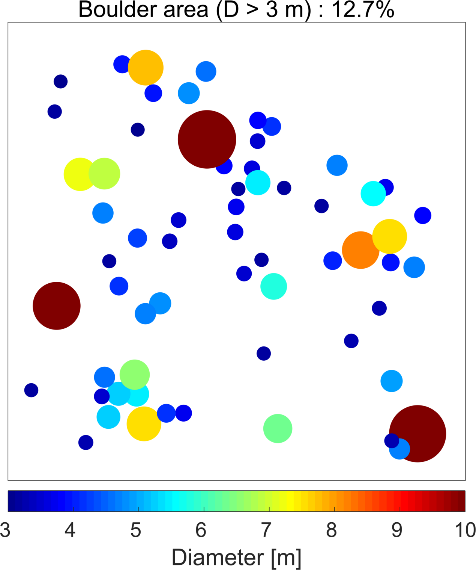 Boulder area (D > 3 m) : 12.7%
3 4 5 6 7 8 9 10
Diameter [m]